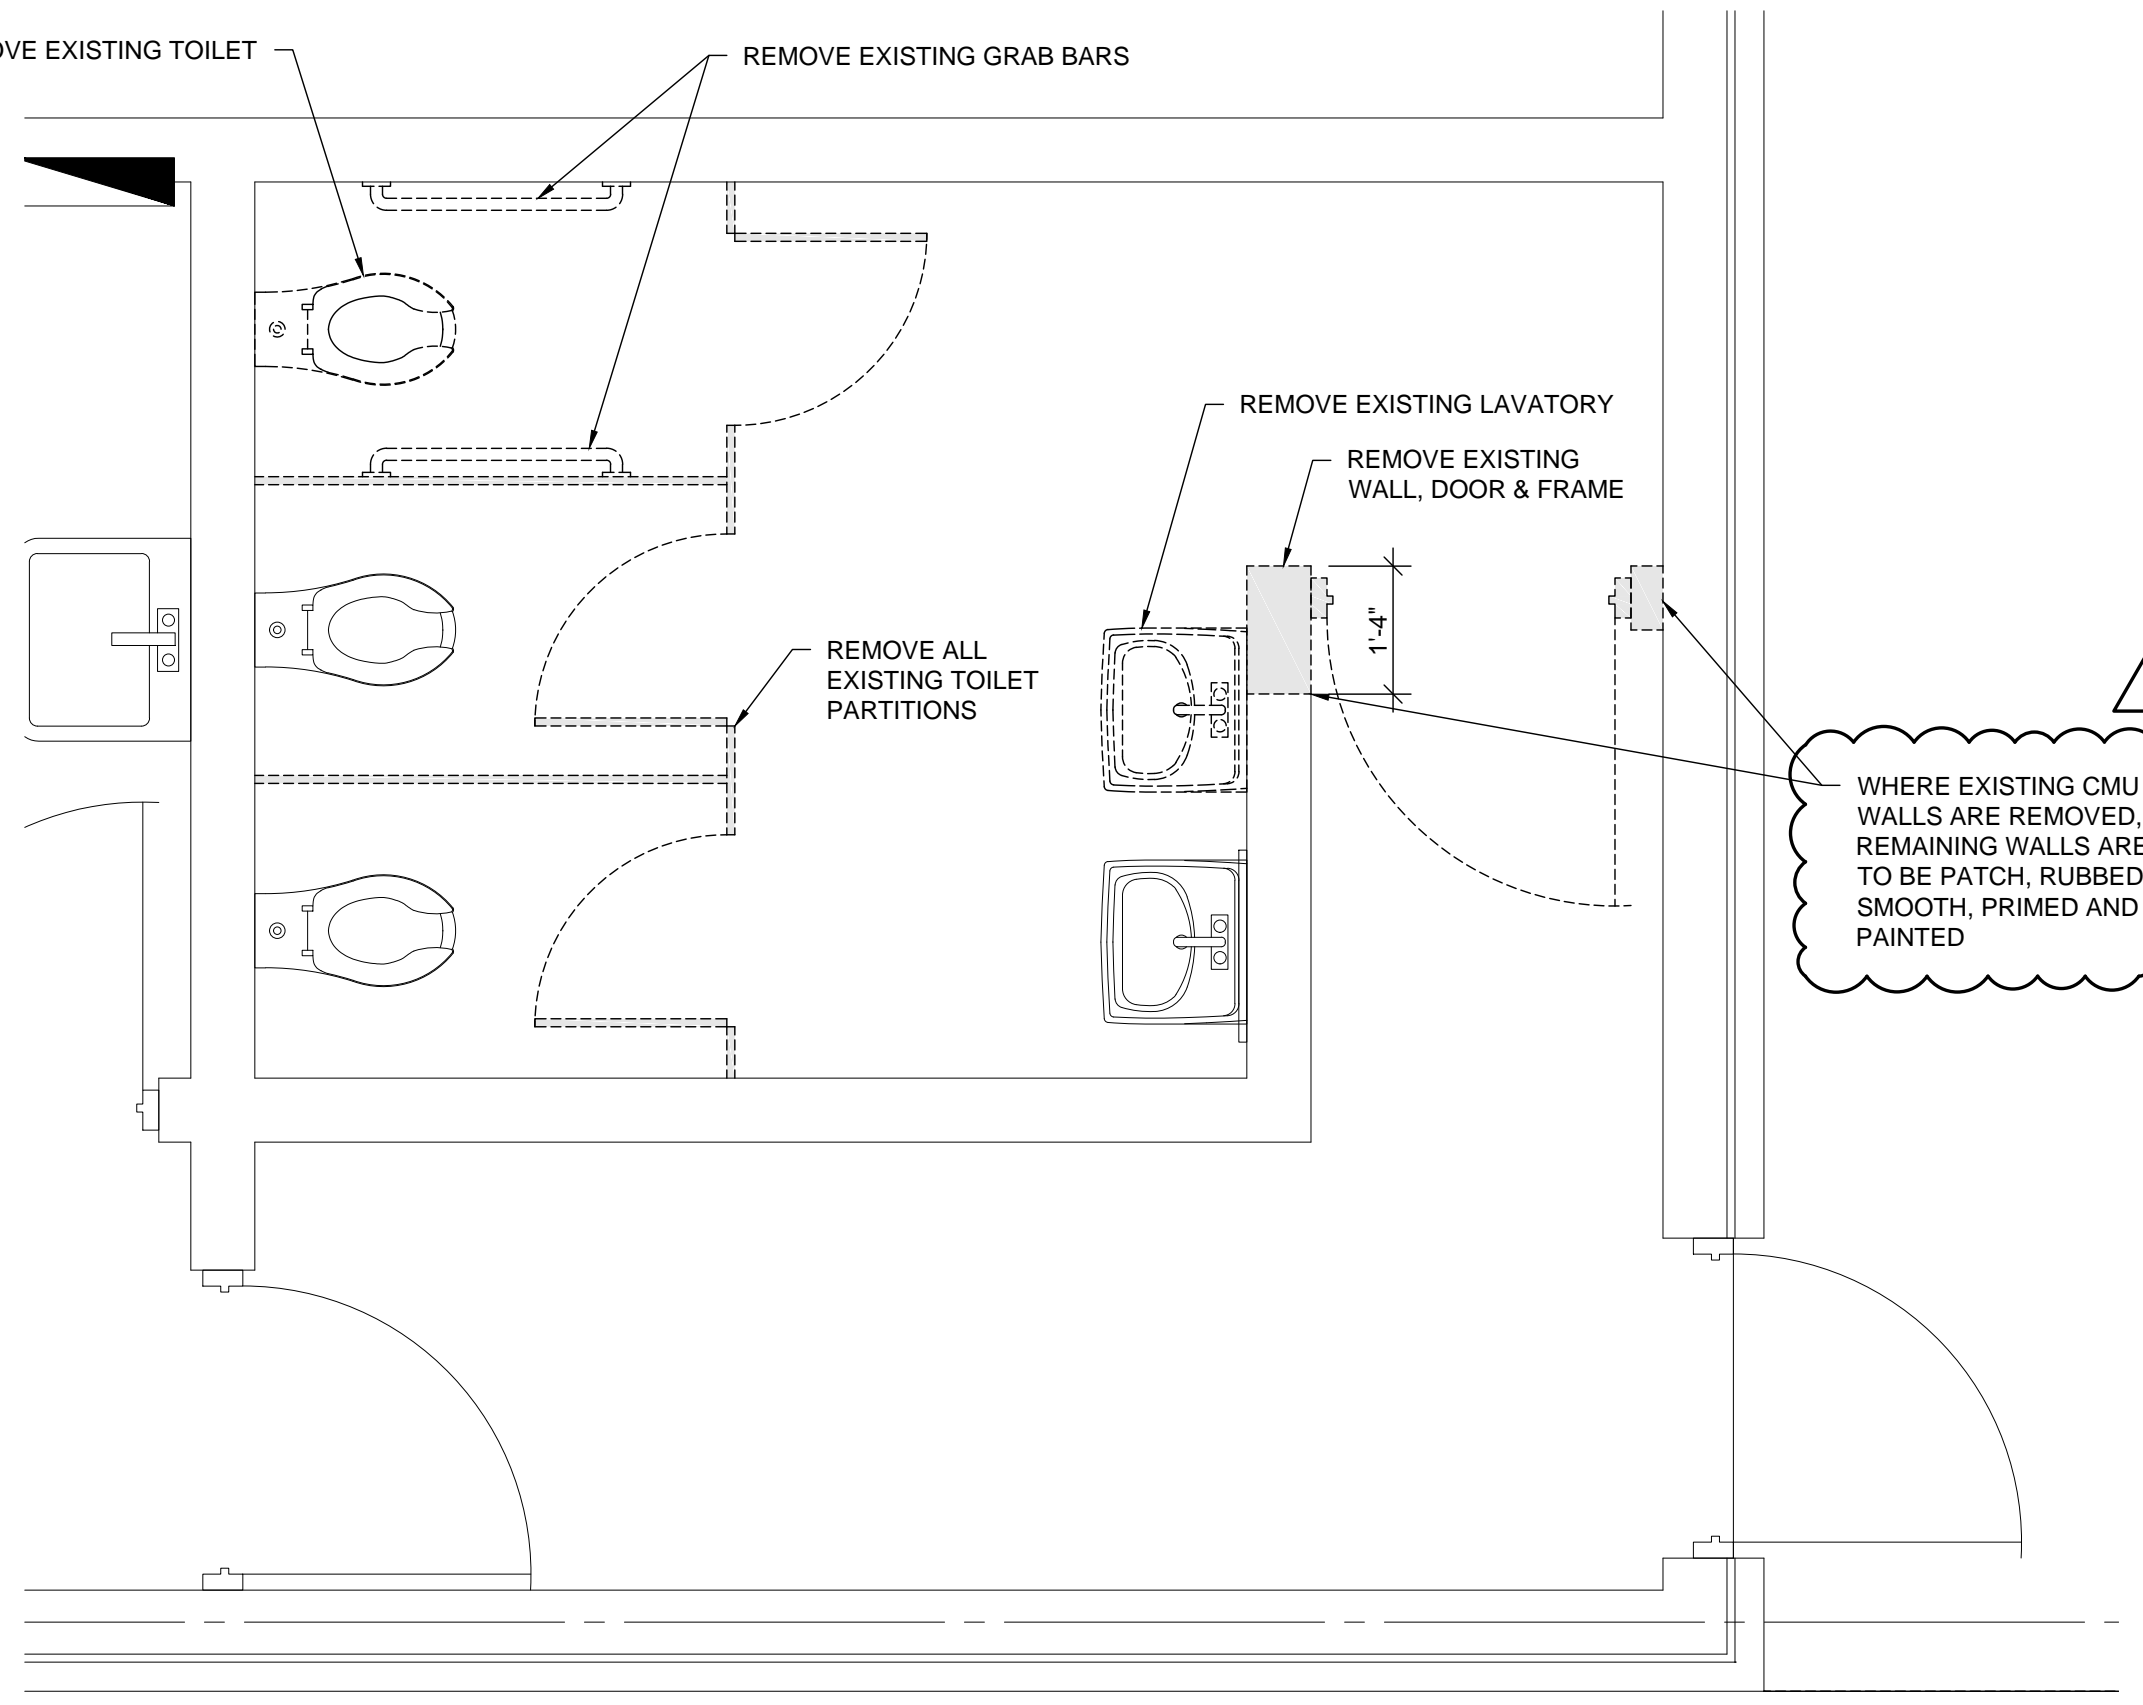 OVE EXISTING TOILET
REMOVE EXISTING GRAB BARS
REMOVE EXISTING LAVATORY
REMOVE EXISTING
WALL, DOOR & FRAME
1'-4"
REMOVE ALL
EXISTING TOILET
PARTITIONS
WHERE EXISTING CMU
WALLS ARE REMOVED,
REMAINING WALLS ARE
TO BE PATCH, RUBBED
SMOOTH, PRIMED AND
PAINTED